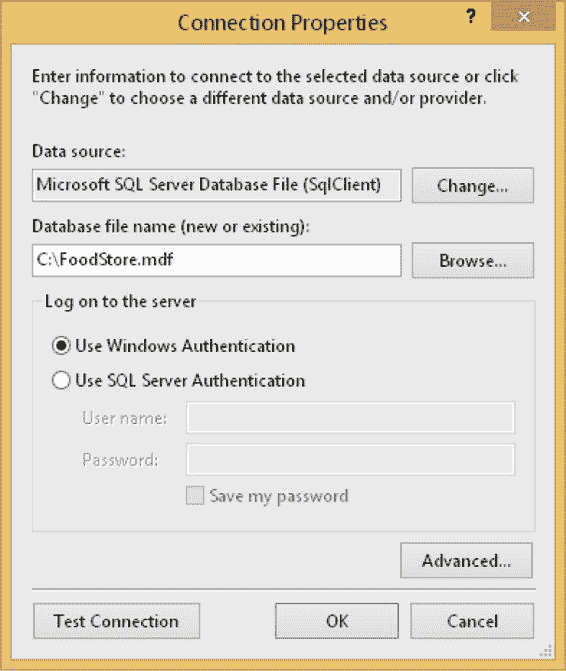 Connection Properties
?
Enter information to connect to the selected data source or click
"Change" to choose a different data source and/or provider.
Data source:
Microsoft SQL Server Database File (SqlClient)
Change...
Database file name (new or existing):
C:\FoodStore.mdf
Browse...
Log on to the server
Use Windows Authentication
Use SQL Server Authentication
User name:
Password:
Save my password
Advanced...
Test Connection
OK
Cancel